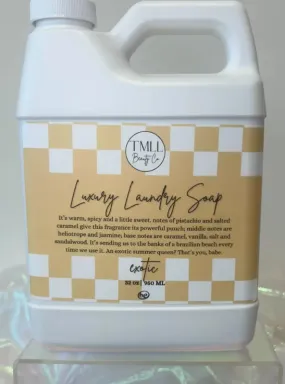 TMLL
Beauty Co.
Luxury Laundry Soap
It's warm, spicy and a little sweet, notes of pistachio and salted
caramel give this fragrance its powerful punch; middle notes are
heliotrope and jasmine, base notes are caramel, vanilla, salt and
sandalwood. It's sending us to the banks of a brazilian beach every
time we use it. An exotic summer queen? That's you, babe.
exotic
32 oz| 950 ML